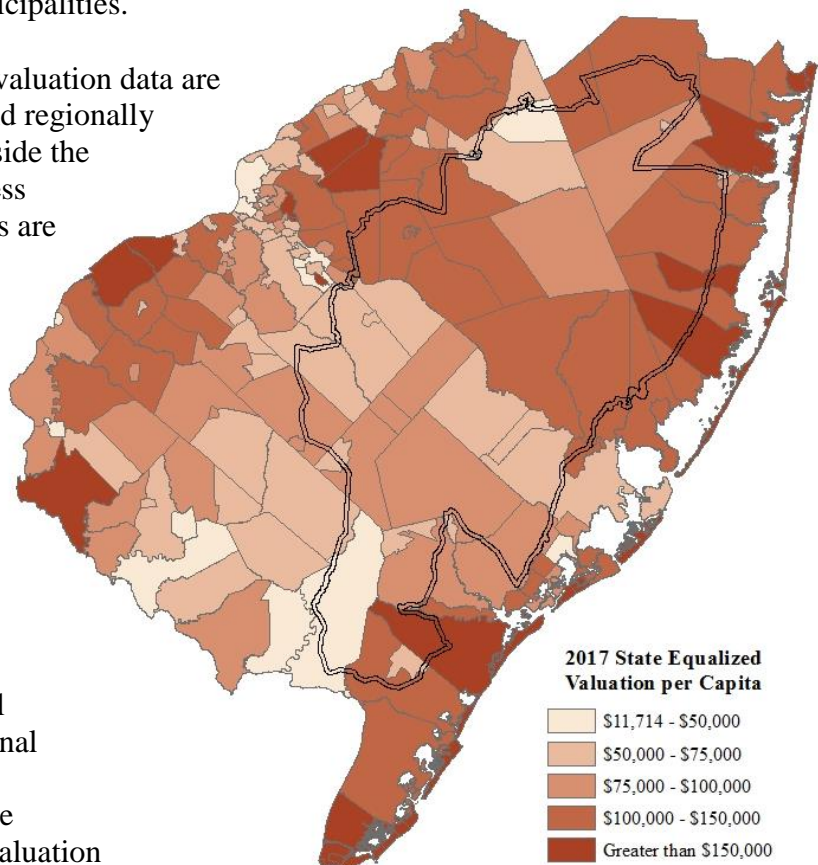 cipalities.
valuation data are
d regionally
side the
ess
s are
l
nal
e
aluation
2017 State Equalized
Valuation per Capita
$11,714 - $50,000
$50,000 - $75,000
$75,000 - $100,000
$100,000 - $150,000
Greater than $150,000